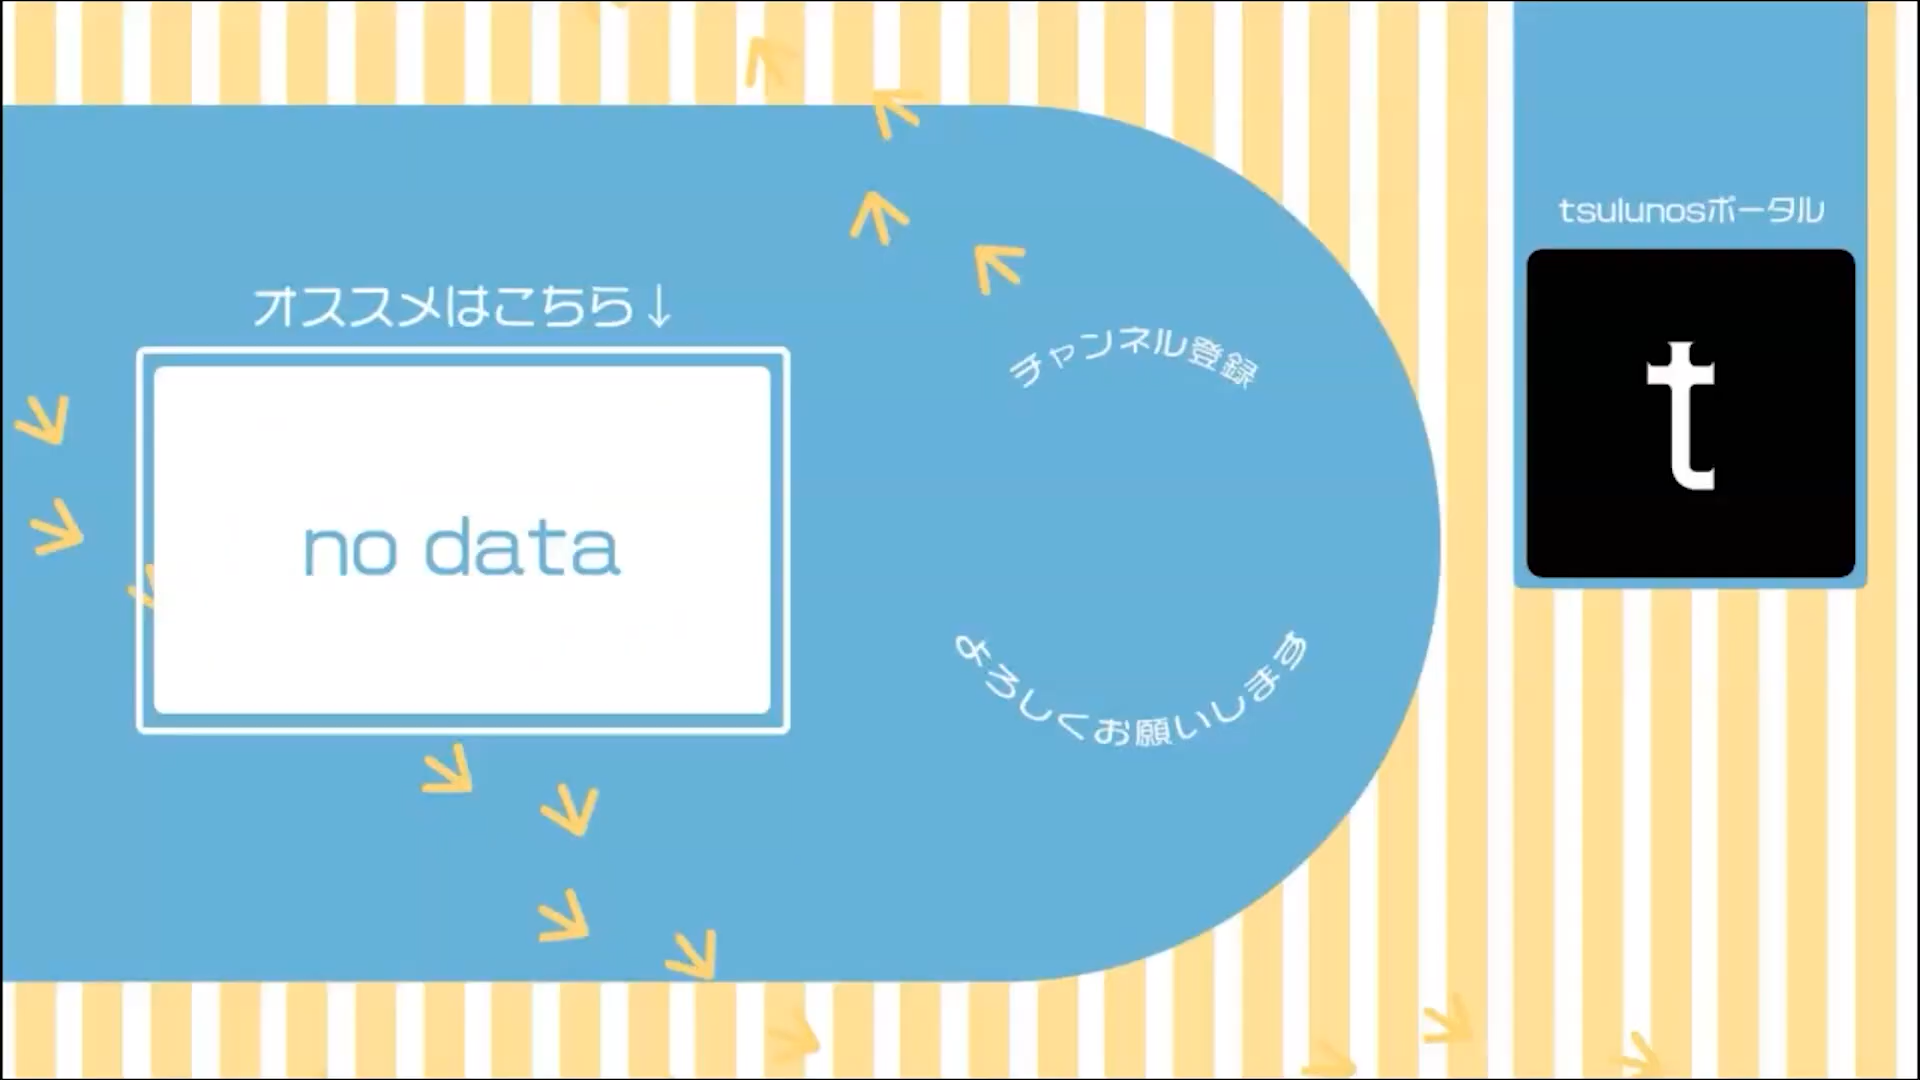 tsulunosポータル
t
オススメはこちら↓
no data
チャンネル登録
よろしくお願いします